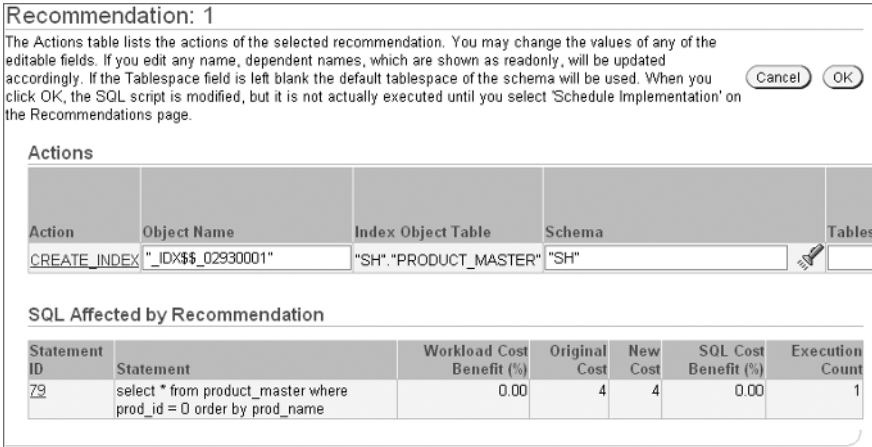 Recommendation: 1
The Actions table lists the actions of the selected recommendation. You may change the values of any of the
editable fields. If you edit any name, dependent names, which are shown as readonly, will be updated
accordingly. If the Tablespace field is left blank the default tablespace of the schema will be used. When you
click OK, the SQL script is modified, but it is not actually executed until you select 'Schedule Implementation' on
the Recommendations page.
Cancel OK
Actions
Action Object Name Index Object Table Schema Tables
CREATE_INDEX "_IDX$$_02930001" "SH"."PRODUCT_MASTER" "SH"
SQL Affected by Recommendation
Statement ID Statement Workload Cost Benefit (%) Original Cost New Cost SQL Cost Benefit (%) Execution Count
79 select * from product_master where 0.00 4 4 0.00 1
prod_id = 0 order by prod_name